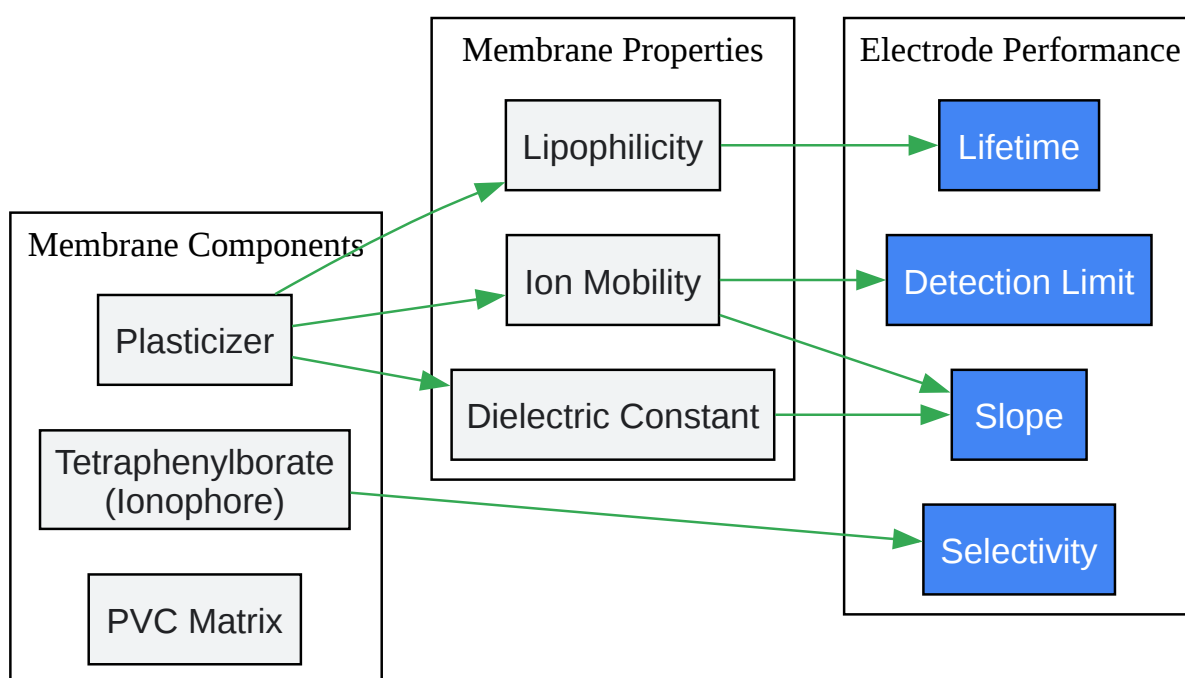 Membrane Components
Plasticizer
Tetraphenylborate
(Ionophore)
PVC Matrix
Membrane Properties
Lipophilicity
Ion Mobility
Dielectric Constant
Electrode Performance
Lifetime
Detection Limit
Slope
Selectivity